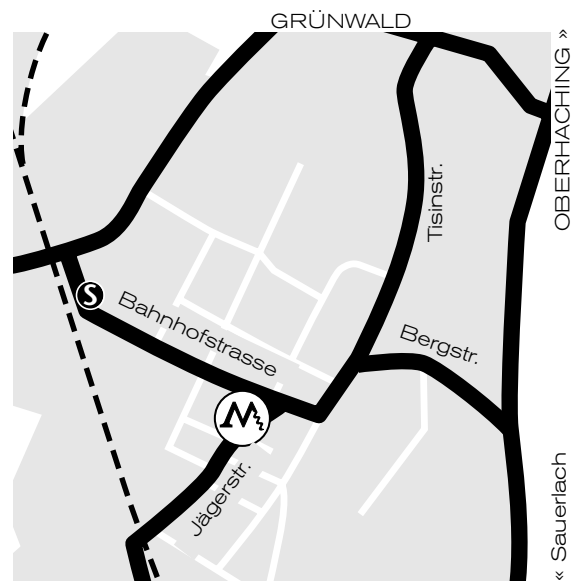 GRÜNWALD
OBERHACHING »
Tisinstr.
S
Bahnhofstrasse
Bergstr.
M
Jägerstr.
« Sauerlach